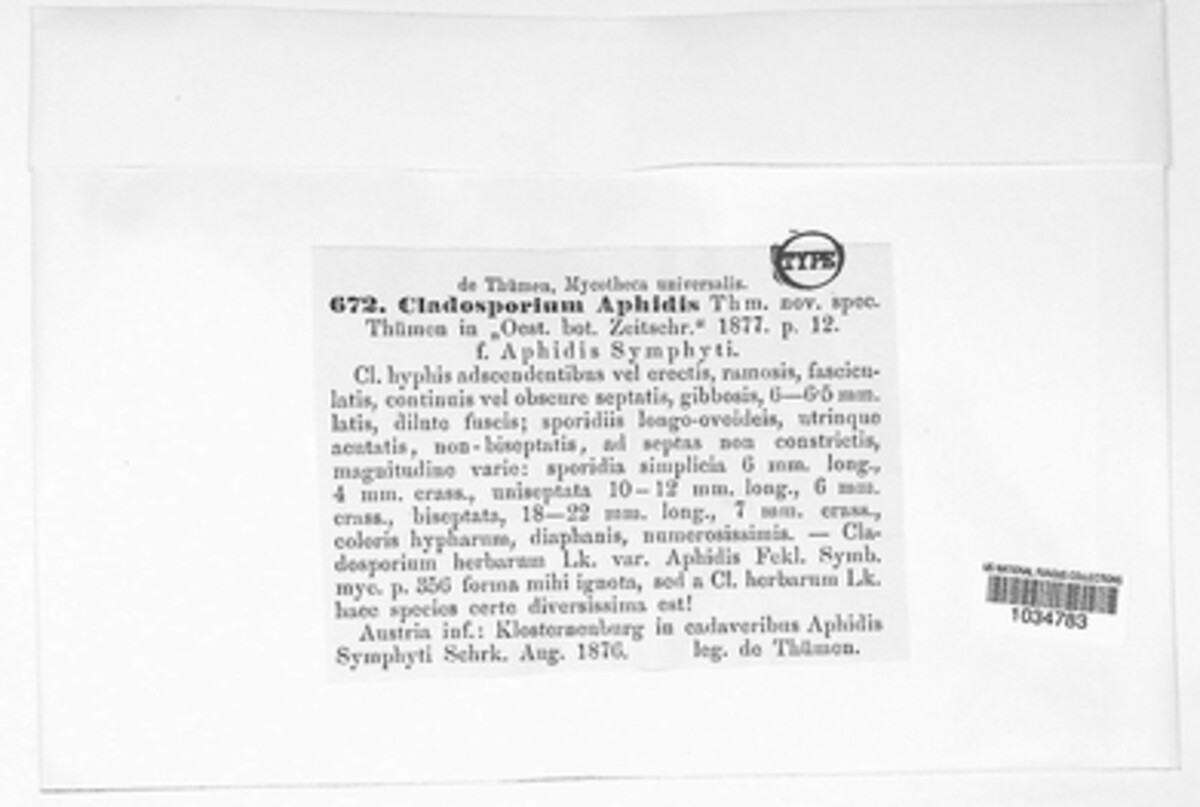 TYPE
de Thümen, Mycotheca universalis.
672. Cladosporium Aphidis Thm. nov. spec.
Thümen in „Oest. bot. Zeitschr.“ 1877. p. 12.
f. Aphidis Symphyti.
Cl. hyphis adscendentibus vel erectis, ramosis, fascicu-
latis, continuis vel obscure septatis, gibbosis, 6—6·5 mm.
latis, dilute fuscis; sporidiis longo-ovoideis, utrinque
acutatis, non-biseptatis, ad septas non constrictis,
magnitudine varie: sporidia simplicia 6 mm. long.,
4 mm. crass., uniseptata 10—12 mm. long., 6 mm.
crass., biseptata, 18—22 mm. long., 7 mm. crass.,
coloris hypharum, diaphanis, numerosissimis. — Cla-
dosporium herbarum Lk. var. Aphidis Fckl. Symb.
myc. p. 356 forma mihi ignota, sed a Cl. herbarum Lk.
haec species certe diversissima est!
Austria inf.: Klosterneuburg in cadaveribus Aphidis
Symphyti Schrk. Aug. 1876. leg. de Thümen.
US NATIONAL FUNGUS COLLECTIONS
1034783